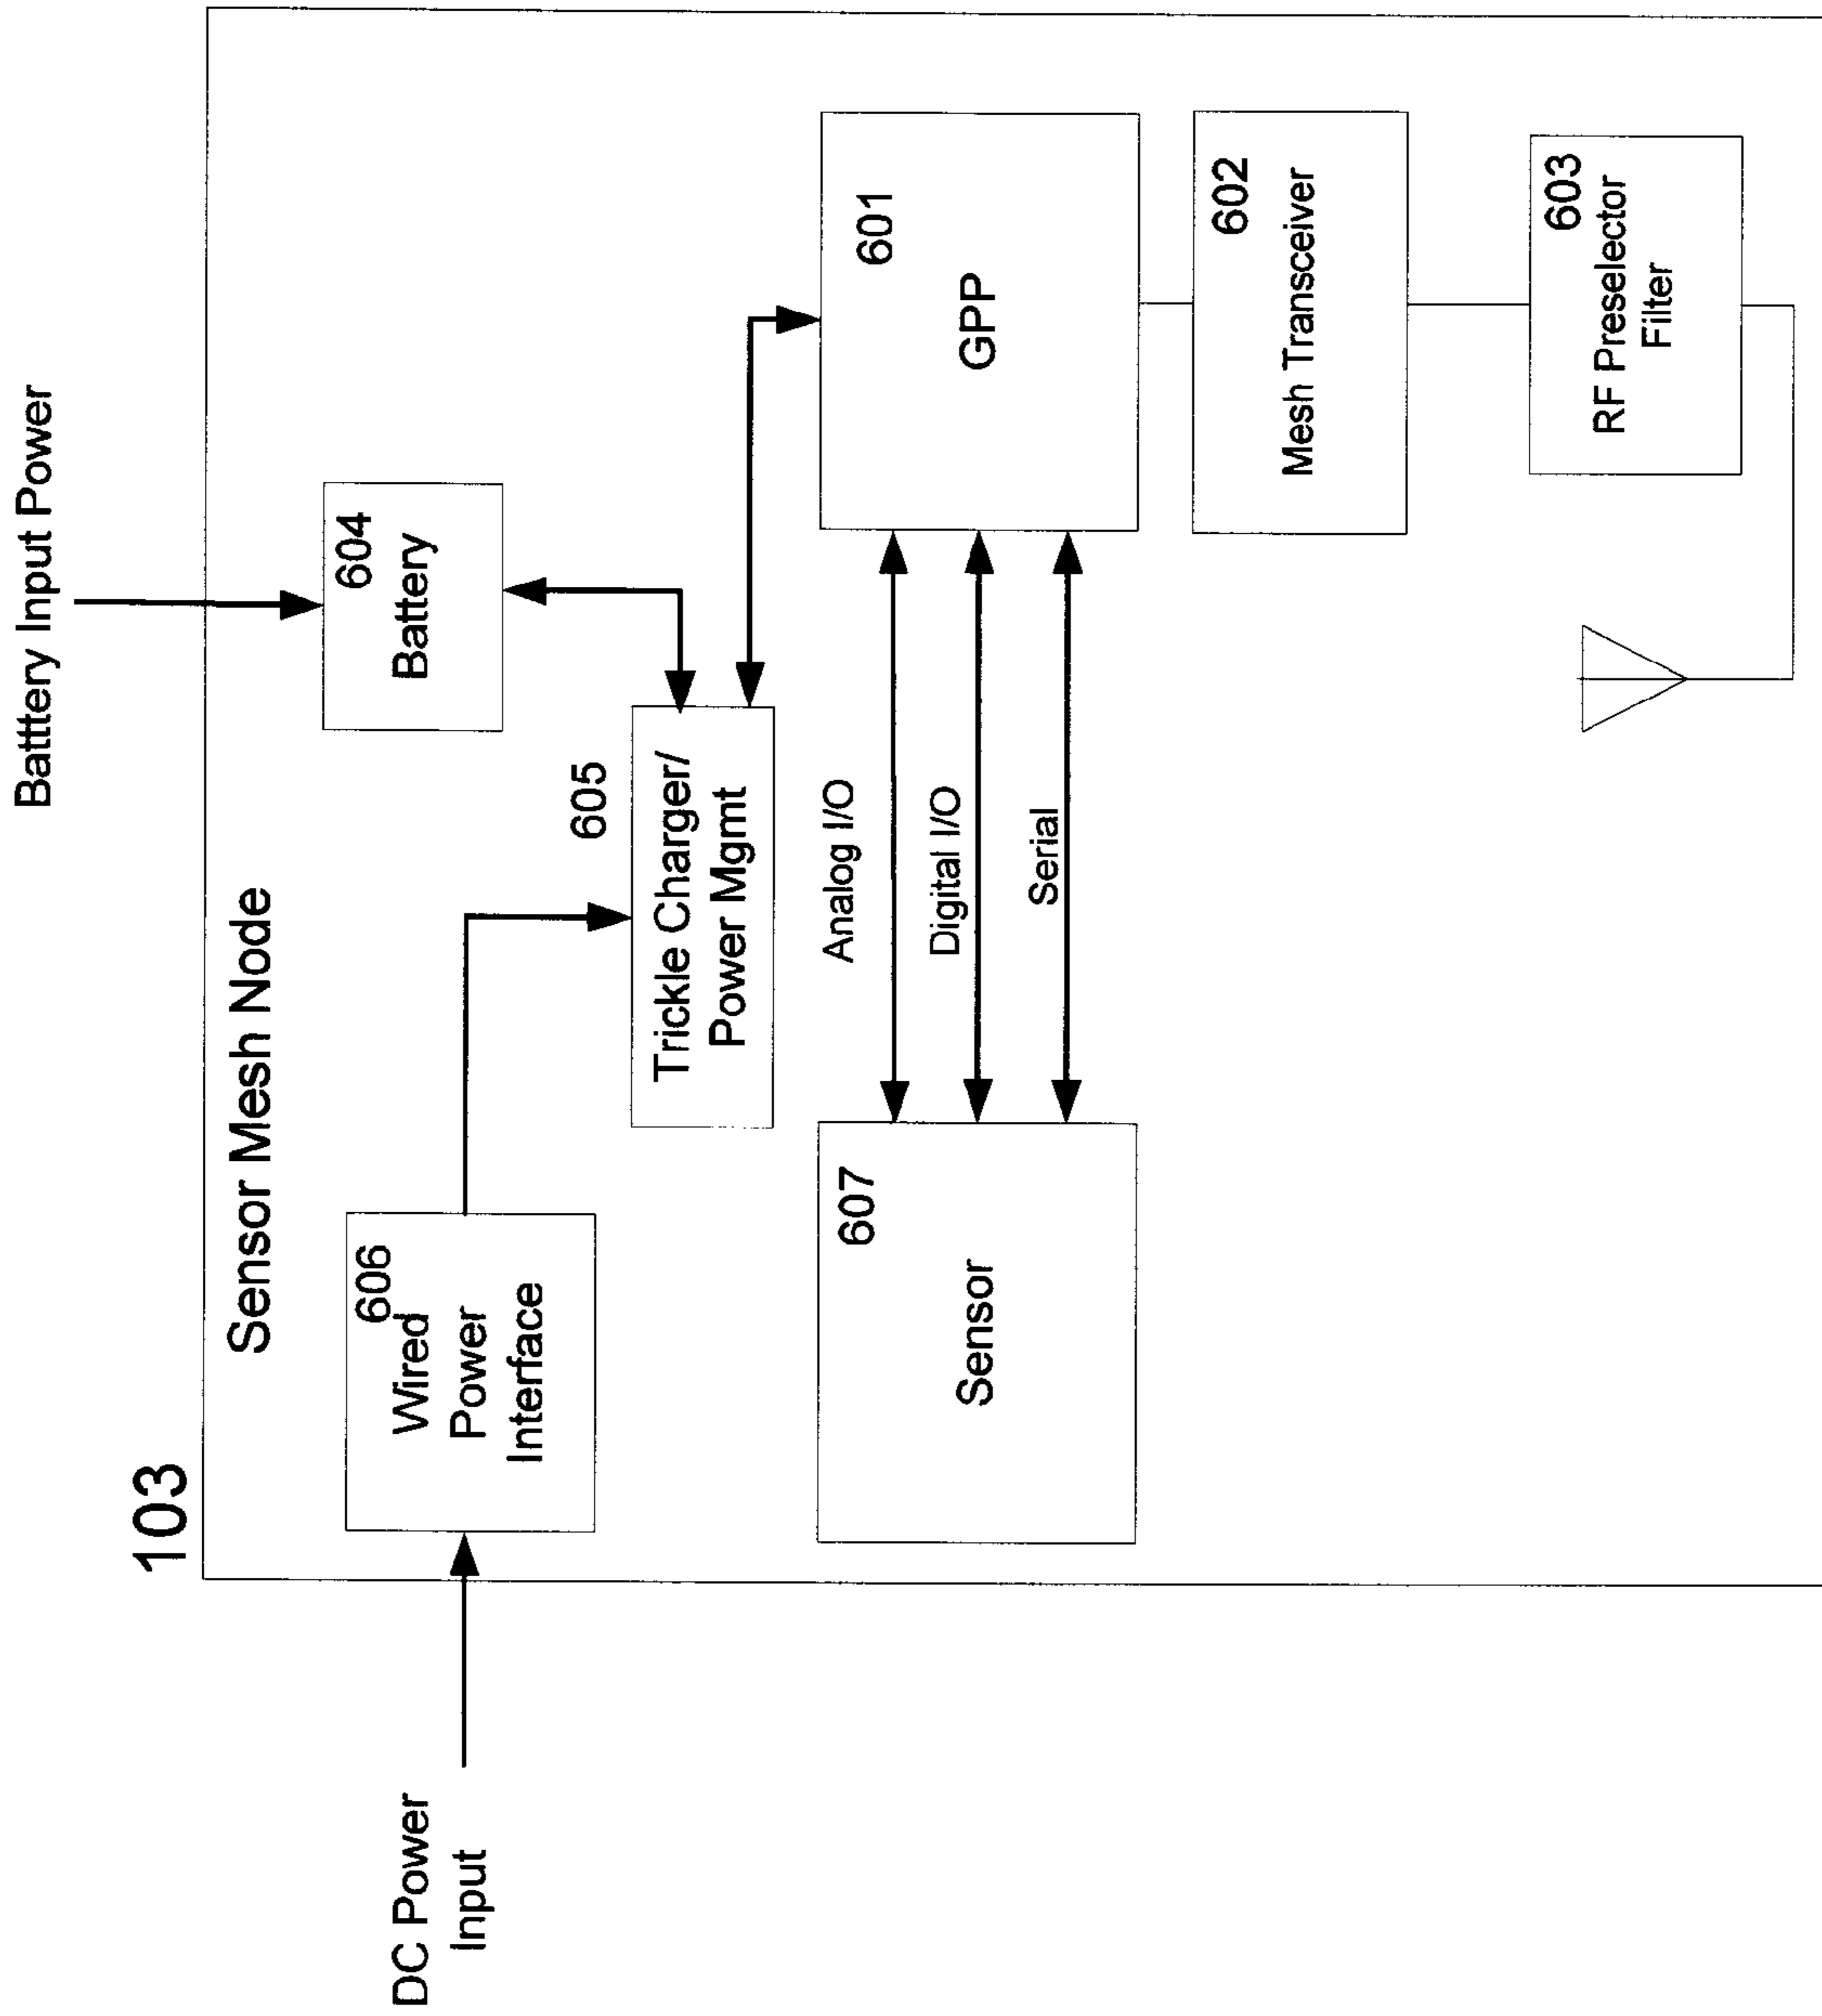 Batttery Input Power
103
Sensor Mesh Node
DC Power
Input
606
Wired
Power
Interface
604
Battery
605
Trickle Charger/
Power Mgmt
607
Sensor
Analog I/O
Digital I/O
Serial
601
GPP
602
Mesh Transceiver
603
RF Preselector
Filter